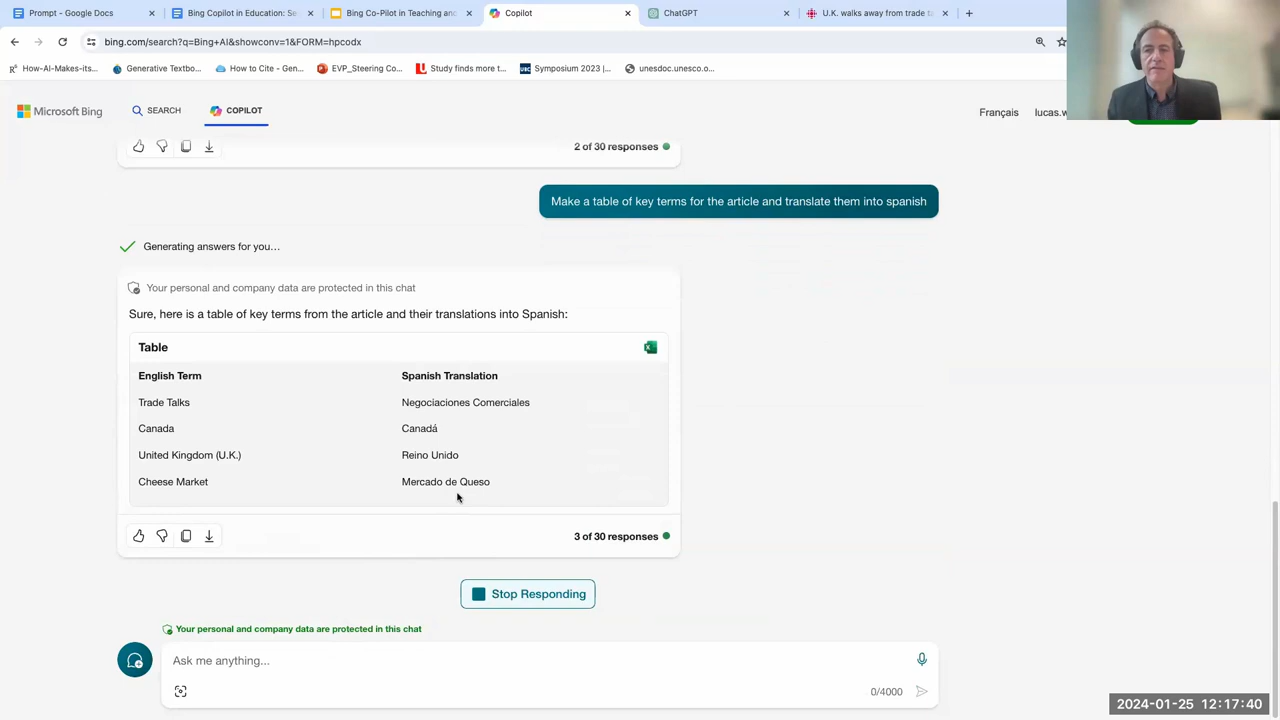 Prompt - Google Docs
Bing Copilot in Education: Se
Bing Co-Pilot in Teaching and
Copilot
ChatGPT
U.K. walks away from trade ta
bing.com/search?q=Bing+AI&showconv=1&FORM=hpcodx
How-AI-Makes-its...
Generative Textbo...
How to Cite - Gen...
EVP_Steering Co...
Study finds more t...
Symposium 2023 |...
unesdoc.unesco.o...
Microsoft Bing
SEARCH
COPILOT
Français
lucas.w
2 of 30 responses
Make a table of key terms for the article and translate them into spanish
Generating answers for you...
Your personal and company data are protected in this chat
Sure, here is a table of key terms from the article and their translations into Spanish:
Table
English Term Spanish Translation
Trade Talks Negociaciones Comerciales
Canada Canadá
United Kingdom (U.K.) Reino Unido
Cheese Market Mercado de Queso
3 of 30 responses
Stop Responding
Your personal and company data are protected in this chat
Ask me anything...
0/4000
2024-01-25 12:17:40